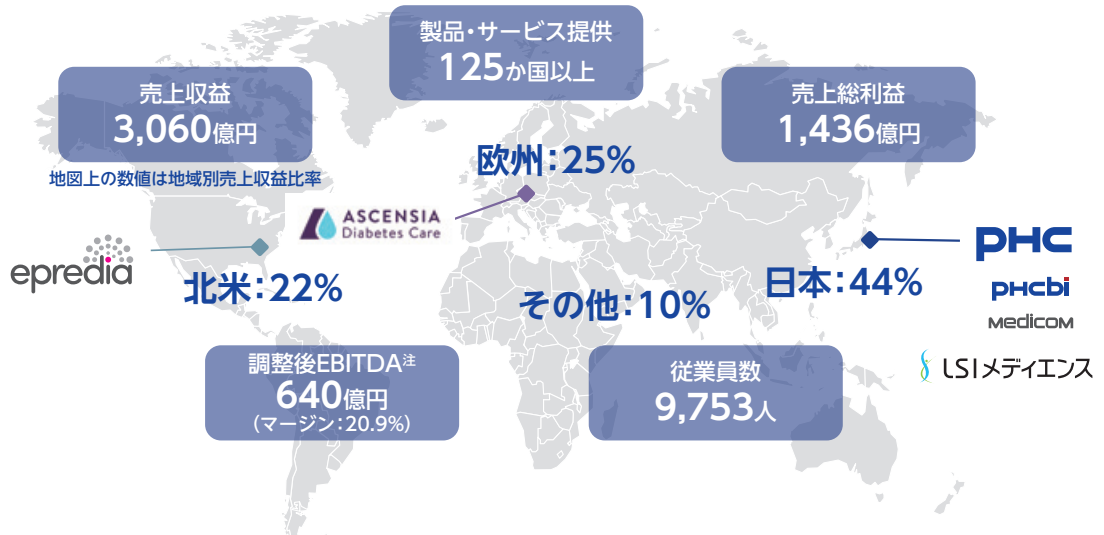 製品・サービス提供
125か国以上
売上収益
3,060億円
売上総利益
1,436億円
地図上の数値は地域別売上収益比率
欧州：25%
ASCENSIA
Diabetes Care
epredia
北米：22%
その他：10%
日本：44%
PHC
PHCbi
MEDICOM
LSIメディエンス
調整後EBITDA注
640億円
(マージン：20.9%)
従業員数
9,753人